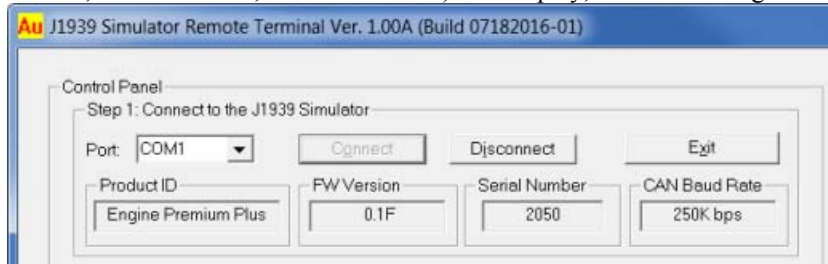 Au J1939 Simulator Remote Terminal Ver. 1.00A (Build 07182016-01)
Control Panel
Step 1: Connect to the J1939 Simulator
Port: COM1 Connect Disconnect Exit
Product ID FW Version Serial Number CAN Baud Rate
Engine Premium Plus 0.1F 2050 250K bps